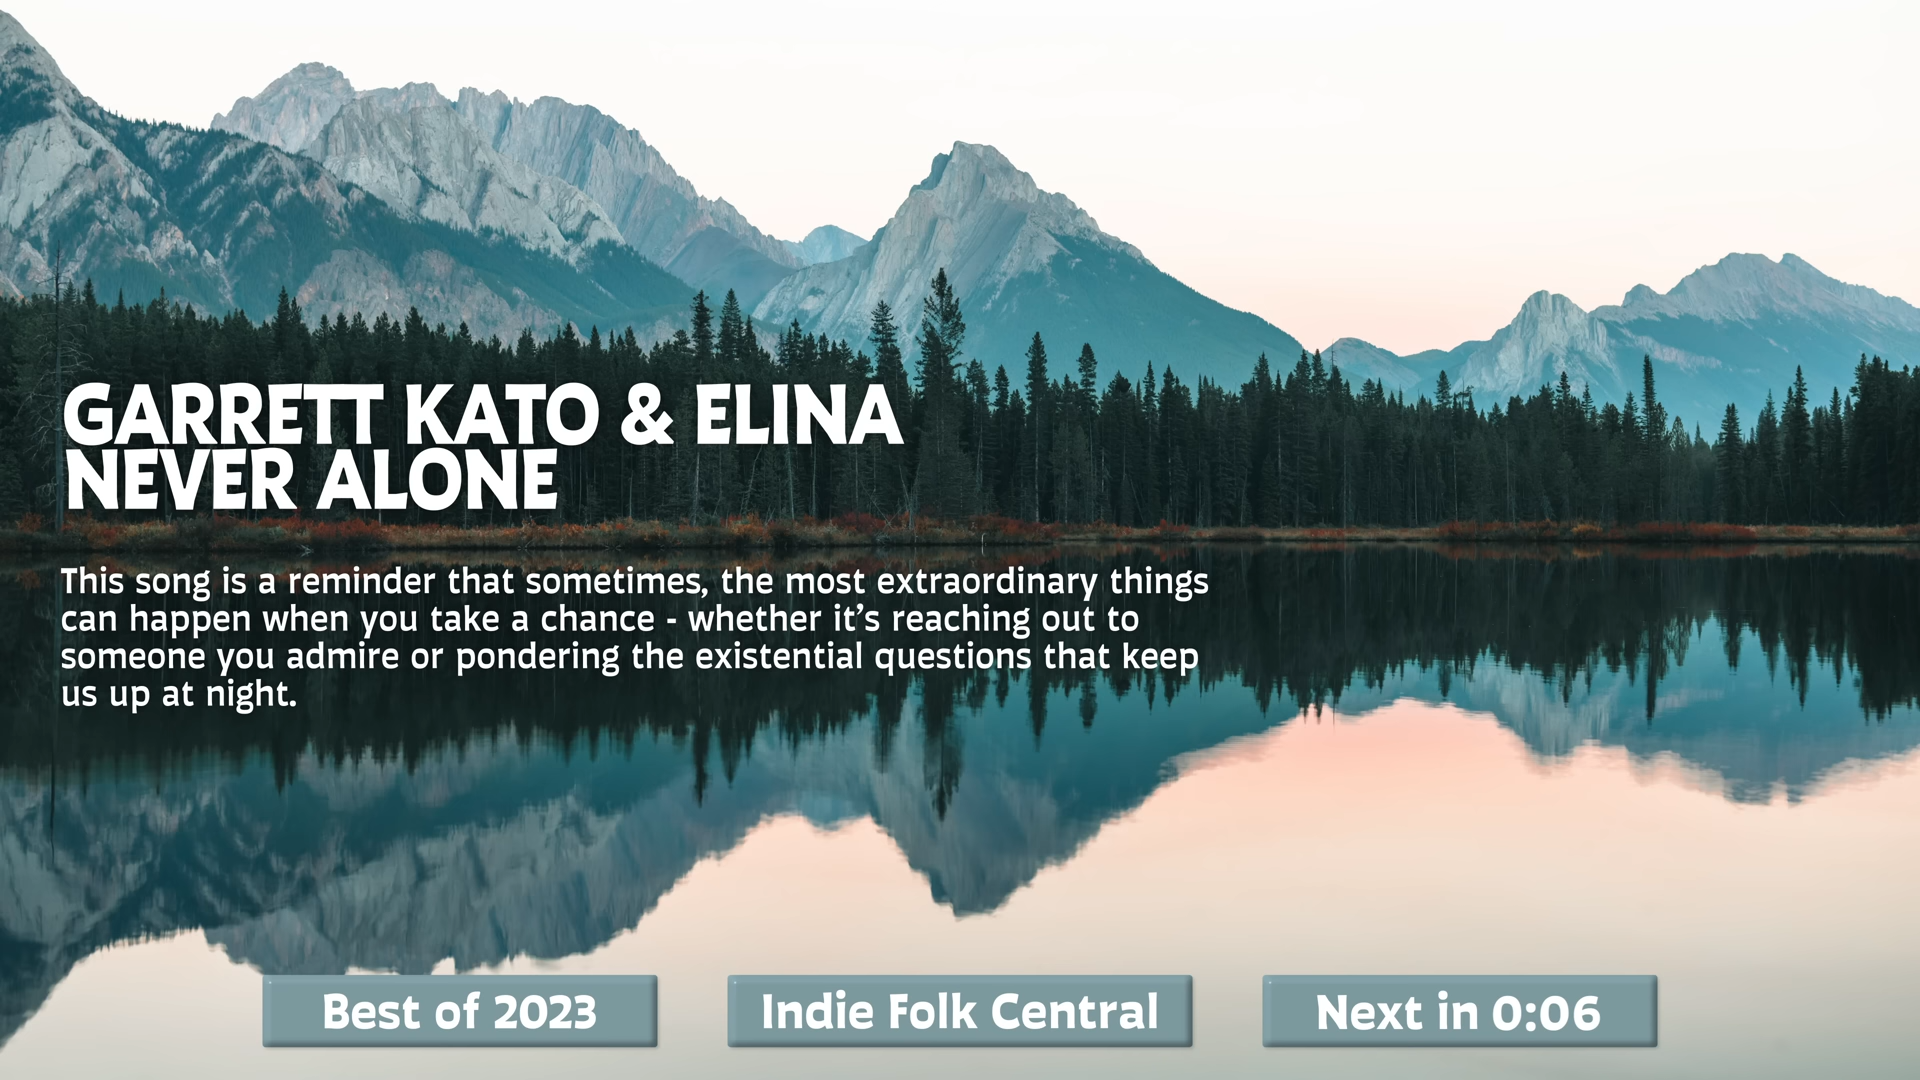 GARRETT KATO & ELINA
NEVER ALONE
This song is a reminder that sometimes, the most extraordinary things
can happen when you take a chance - whether it’s reaching out to
someone you admire or pondering the existential questions that keep
us up at night.
Best of 2023
Indie Folk Central
Next in 0:06